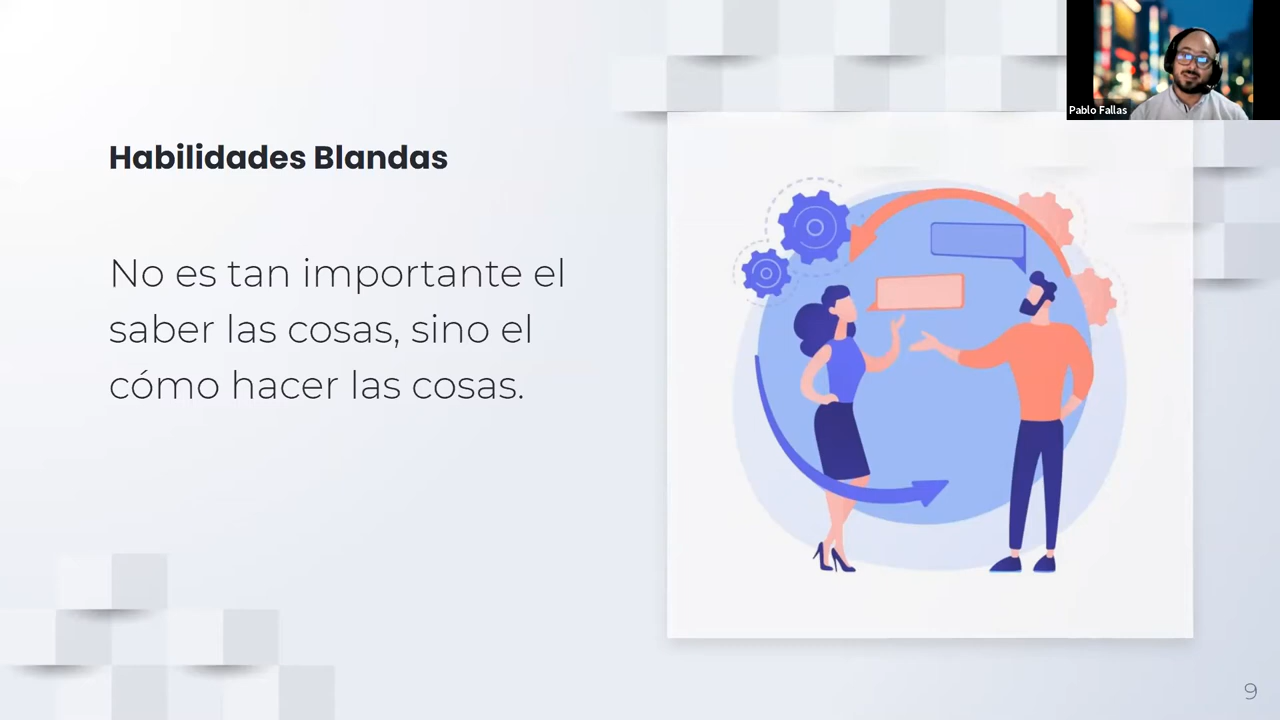 Pablo Fallas
Habilidades Blandas
No es tan importante el
saber las cosas, sino el
cómo hacer las cosas.
9